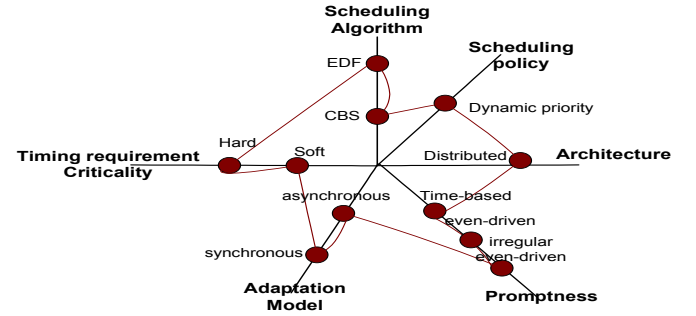 Scheduling
Algorithm
Scheduling
policy
EDF
Dynamic priority
CBS
Hard
Soft
Timing requirement
Criticality
Distributed
Architecture
asynchronous
Time-based
even-driven
synchronous
irregular
even-driven
Adaptation
Model
Promptness